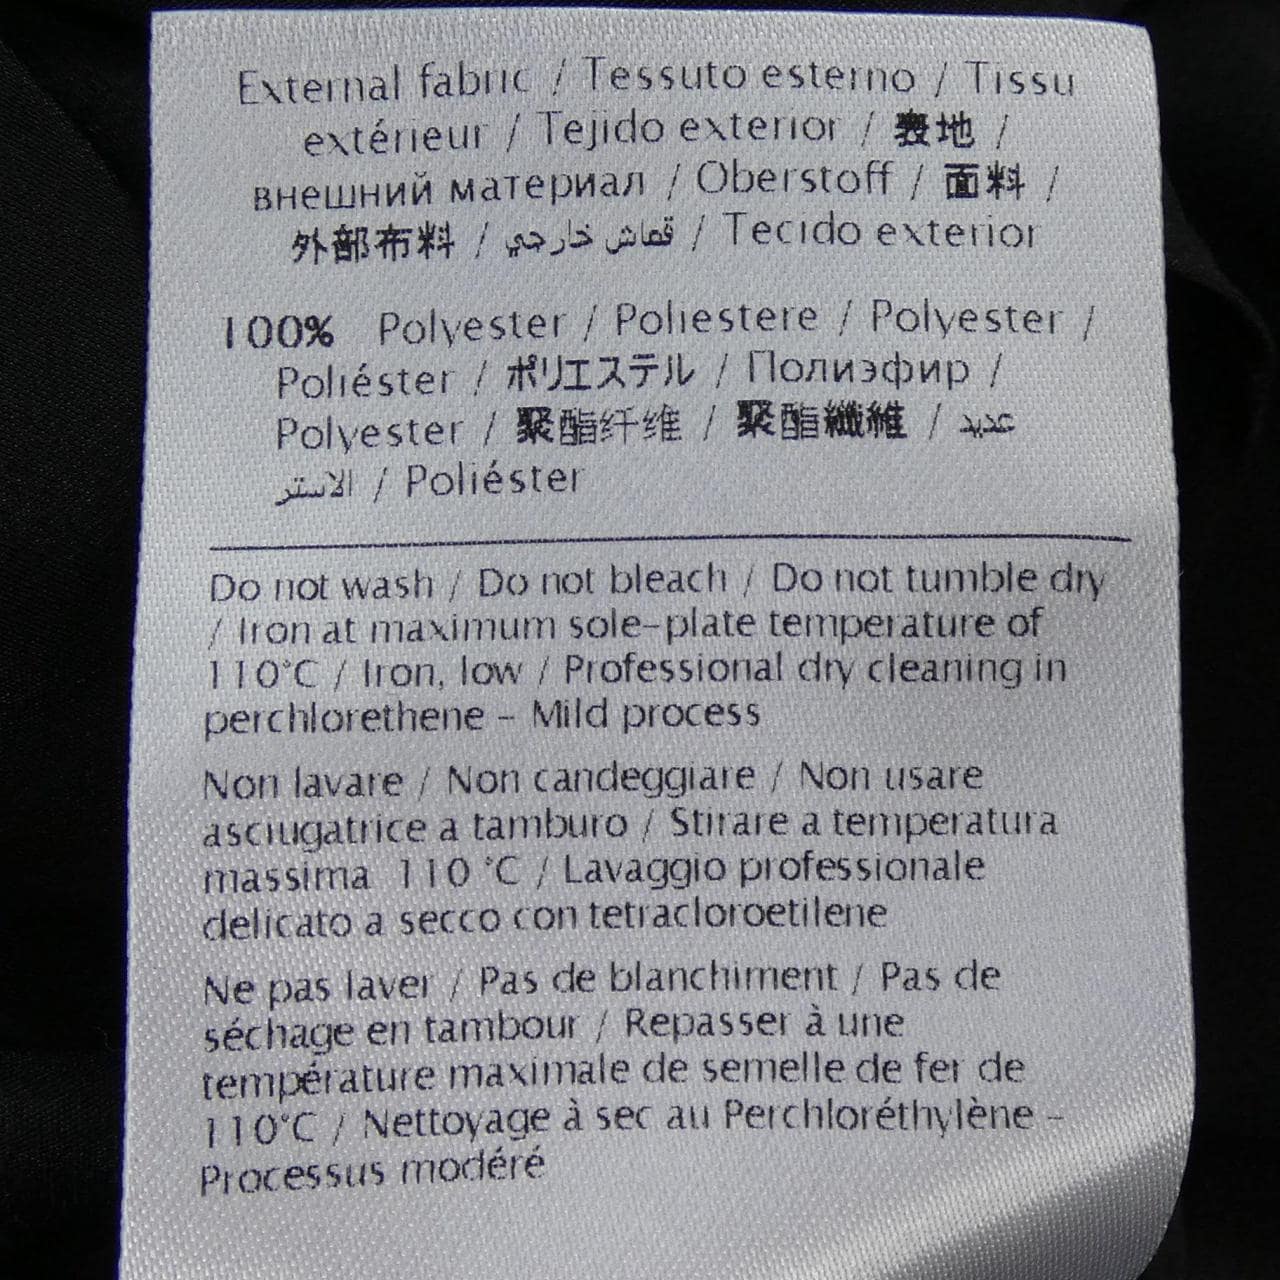 External fabric / Tessuto esterno / Tissu
extérieur / Tejido exterior / 表地 /
внешний материал / Oberstoff / 面料 /
外部布料 / قماش خارجي / Tecido exterior
100% Polyester / Poliestere / Polyester /
Poliéster / ポリエステル / Полиэфир /
Polyester / 聚酯纤维 / 聚酯纖維 / عديد
الاستر / Poliéster
Do not wash / Do not bleach / Do not tumble dry
/ Iron at maximum sole-plate temperature of
110°C / Iron, low / Professional dry cleaning in
perchlorethene - Mild process
Non lavare / Non candeggiare / Non usare
asciugatrice a tamburo / Stirare a temperatura
massima 110 °C / Lavaggio professionale
delicato a secco con tetracloroetilene
Ne pas laver / Pas de blanchiment / Pas de
séchage en tambour / Repasser à une
température maximale de semelle de fer de
110°C / Nettoyage à sec au Perchloréthylène -
Processus modéré